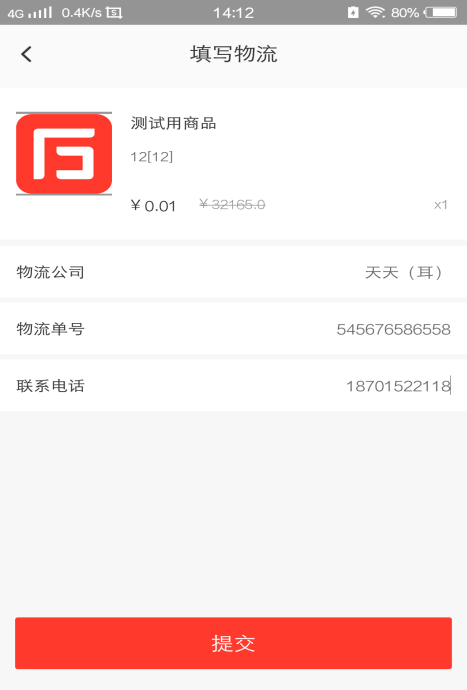 4G 0.4K/s 14:12 80%
填写物流
测试用商品
12[12]
¥ 0.01 ¥ 32165.0 x1
物流公司 天天（耳）
物流单号 545676586558
联系电话 18701522118
提交